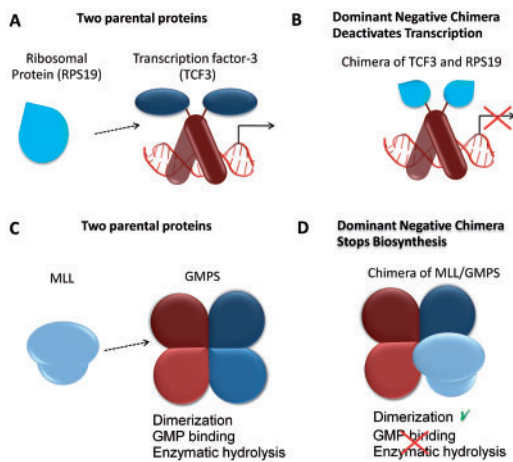 A
Two parental proteins
Ribosomal
Protein (RPS19)
Transcription factor-3
(TCF3)
B
Dominant Negative Chimera
Deactivates Transcription
Chimera of TCF3 and RPS19
C
Two parental proteins
MLL
GMPS
Dimerization
GMP binding
Enzymatic hydrolysis
D
Dominant Negative Chimera
Stops Biosynthesis
Chimera of MLL/GMPS
Dimerization ✓
GMP binding
Enzymatic hydrolysis